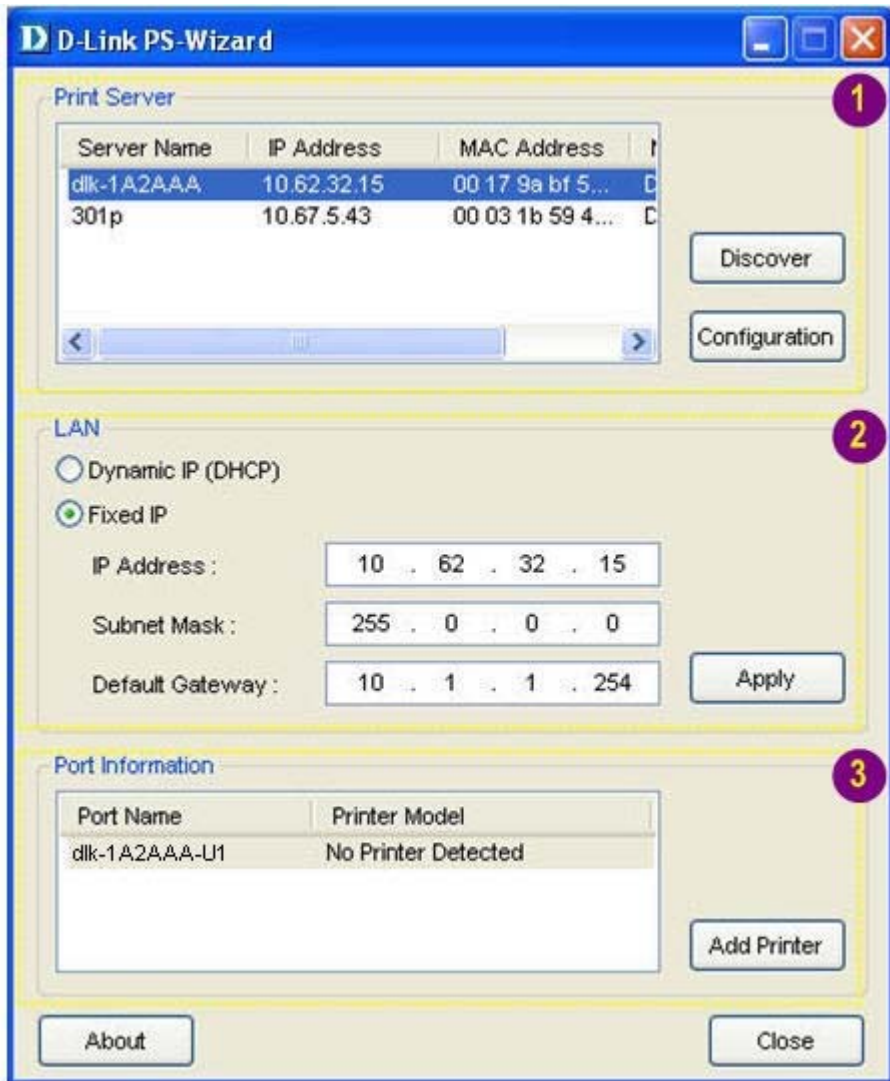 D D-Link PS-Wizard
Print Server
1
Server Name IP Address MAC Address
dlk-1A2AAA 10.62.32.15 00 17 9a bf 5... D
301p 10.67.5.43 00 03 1b 59 4... D
Discover
Configuration
LAN
2
Dynamic IP (DHCP)
Fixed IP
IP Address : 10 . 62 . 32 . 15
Subnet Mask : 255 . 0 . 0 . 0
Default Gateway : 10 . 1 . 1 . 254
Apply
Port Information
3
Port Name Printer Model
dlk-1A2AAA-U1 No Printer Detected
Add Printer
About Close